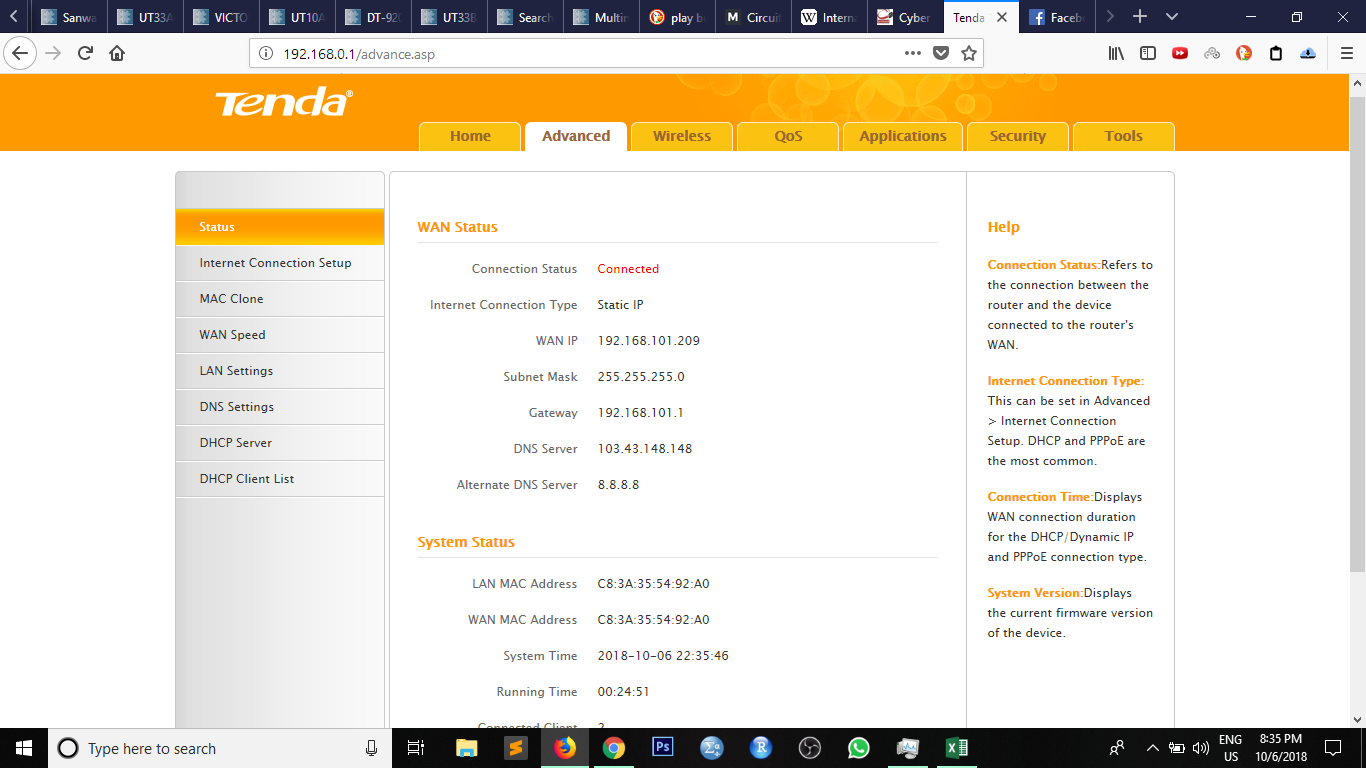 Sanwa
UT33A
VICTO
UT10A
DT-920
UT33B
Search
Multim
play b
Circuit
Intern
Cyber
Tenda
Faceb
192.168.0.1/advance.asp
Tenda®
Home
Advanced
Wireless
QoS
Applications
Security
Tools
Status
Internet Connection Setup
MAC Clone
WAN Speed
LAN Settings
DNS Settings
DHCP Server
DHCP Client List
WAN Status
Connection Status Connected
Internet Connection Type Static IP
WAN IP 192.168.101.209
Subnet Mask 255.255.255.0
Gateway 192.168.101.1
DNS Server 103.43.148.148
Alternate DNS Server 8.8.8.8
System Status
LAN MAC Address C8:3A:35:54:92:A0
WAN MAC Address C8:3A:35:54:92:A0
System Time 2018-10-06 22:35:46
Running Time 00:24:51
Connected Client 2
Help
Connection Status:Refers to
the connection between the
router and the device
connected to the router's
WAN.
Internet Connection Type:
This can be set in Advanced
> Internet Connection
Setup. DHCP and PPPoE are
the most common.
Connection Time:Displays
WAN connection duration
for the DHCP/Dynamic IP
and PPPoE connection type.
System Version:Displays
the current firmware version
of the device.
Type here to search
ENG
US
8:35 PM
10/6/2018